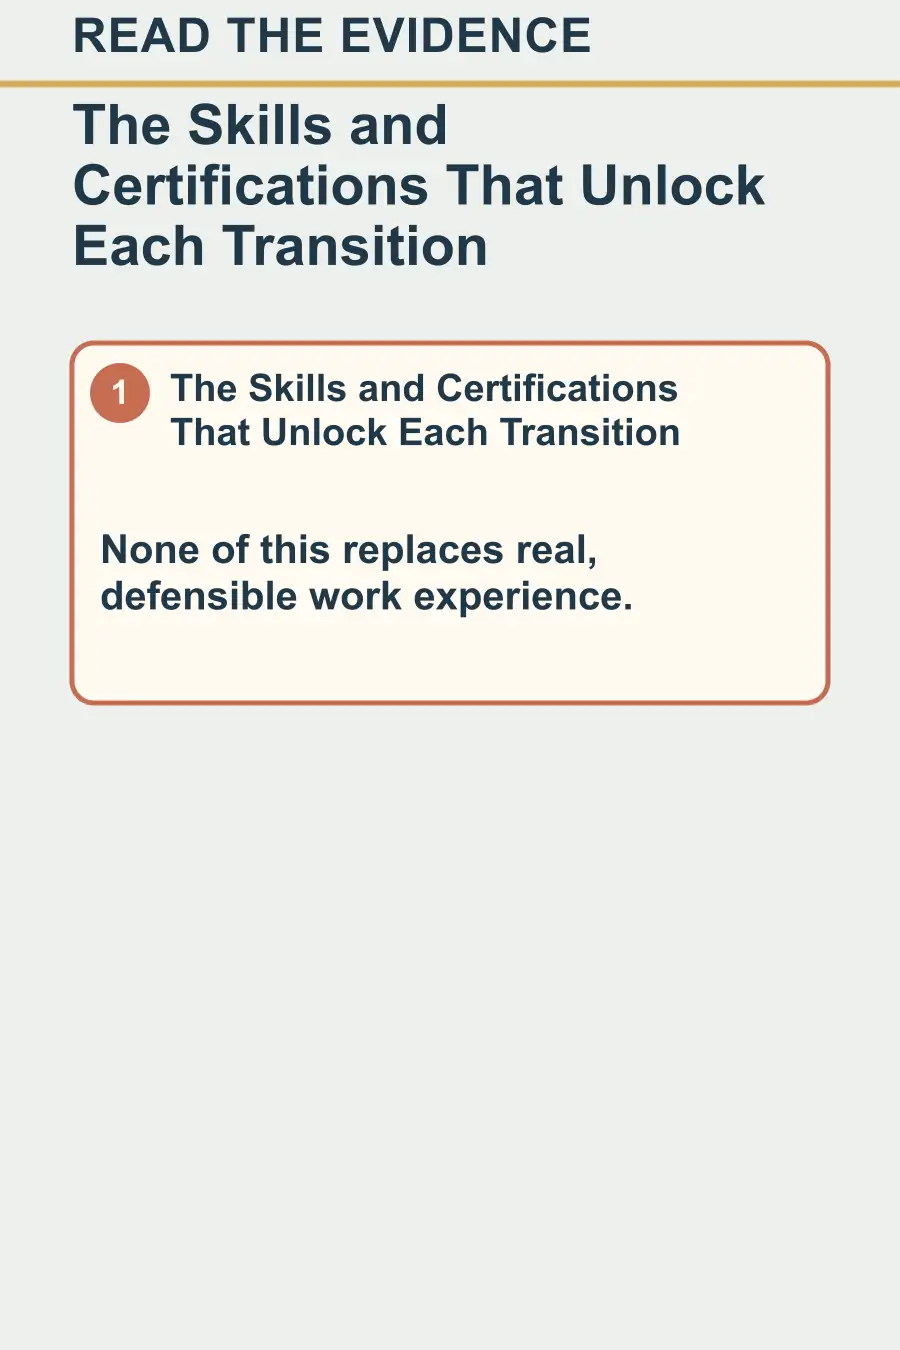 READ THE EVIDENCE
The Skills and
Certifications That Unlock
Each Transition
1
The Skills and Certifications
That Unlock Each Transition
None of this replaces real,
defensible work experience.